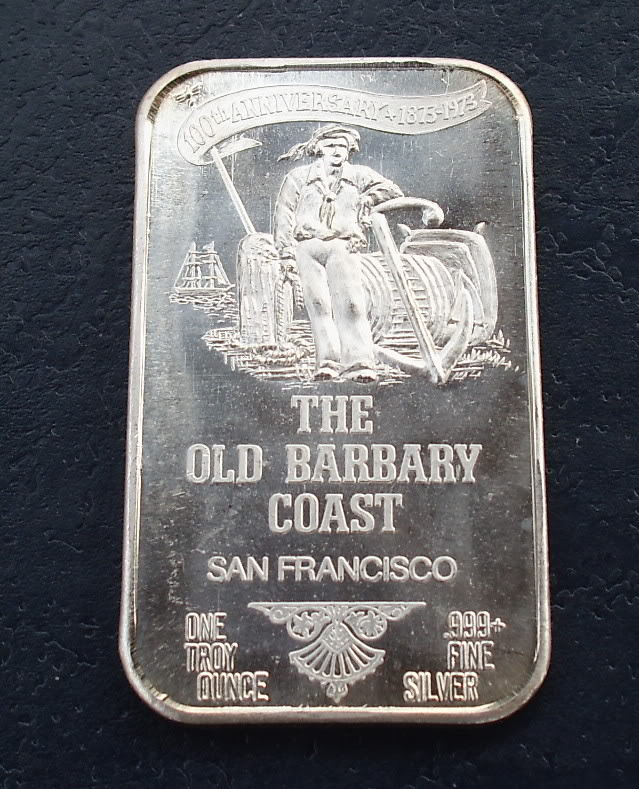 100th ANNIVERSARY • 1873-1973
THE
OLD BARBARY
COAST
SAN FRANCISCO
ONE
TROY
OUNCE
.999+
FINE
SILVER